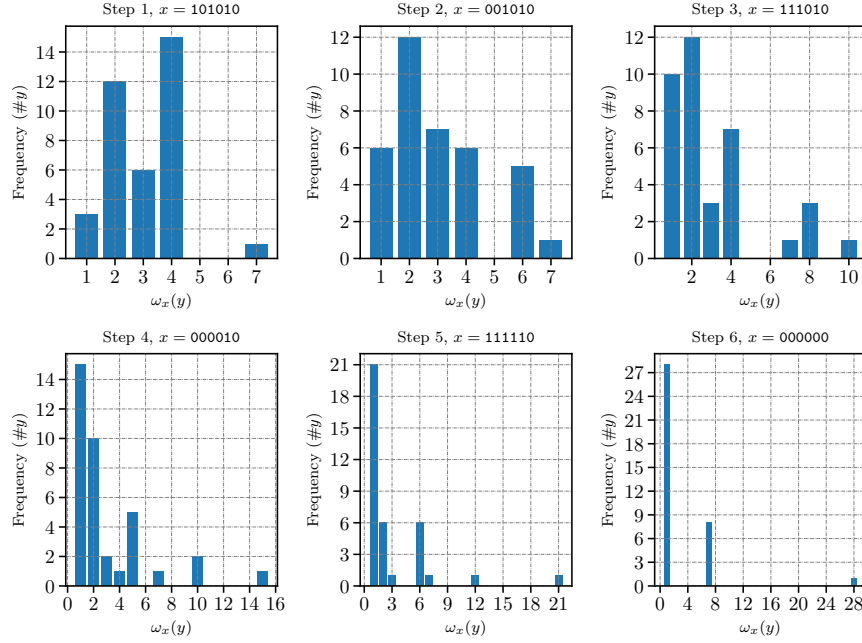 Step 1, x = 101010
Frequency (#y)
14
12
10
8
6
4
2
0
1 2 3 4 5 6 7
ωₓ(y)
Step 2, x = 001010
Frequency (#y)
12
10
8
6
4
2
0
1 2 3 4 5 6 7
ωₓ(y)
Step 3, x = 111010
Frequency (#y)
12
10
8
6
4
2
0
2 4 6 8 10
ωₓ(y)
Step 4, x = 000010
Frequency (#y)
14
12
10
8
6
4
2
0
0 2 4 6 8 10 12 14 16
ωₓ(y)
Step 5, x = 111110
Frequency (#y)
21
18
15
12
9
6
3
0
0 3 6 9 12 15 18 21
ωₓ(y)
Step 6, x = 000000
Frequency (#y)
27
24
21
18
15
12
9
6
3
0
0 4 8 12 16 20 24 28
ωₓ(y)